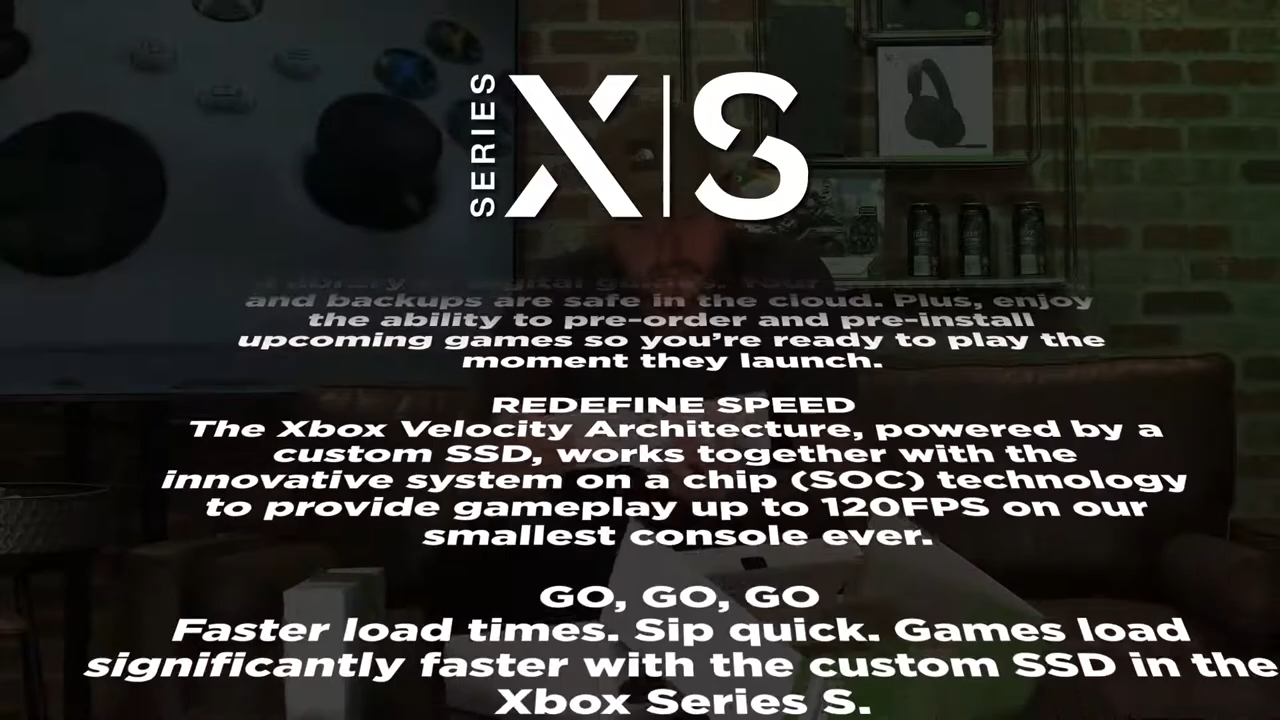 SERIES X|S
and backups are safe in the cloud. Plus, enjoy
the ability to pre-order and pre-install
upcoming games so you're ready to play the
moment they launch.
REDEFINE SPEED
The Xbox Velocity Architecture, powered by a
custom SSD, works together with the
innovative system on a chip (SOC) technology
to provide gameplay up to 120FPS on our
smallest console ever.
GO, GO, GO
Faster load times. Sip quick. Games load
significantly faster with the custom SSD in the
Xbox Series S.